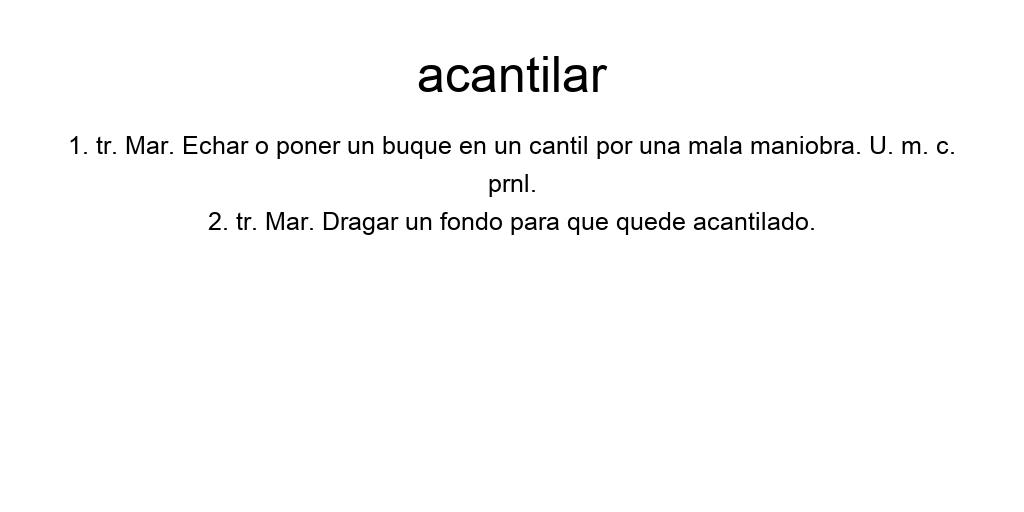 acantilar
1. tr. Mar. Echar o poner un buque en un cantil por una mala maniobra. U. m. c.
prnl.
2. tr. Mar. Dragar un fondo para que quede acantilado.